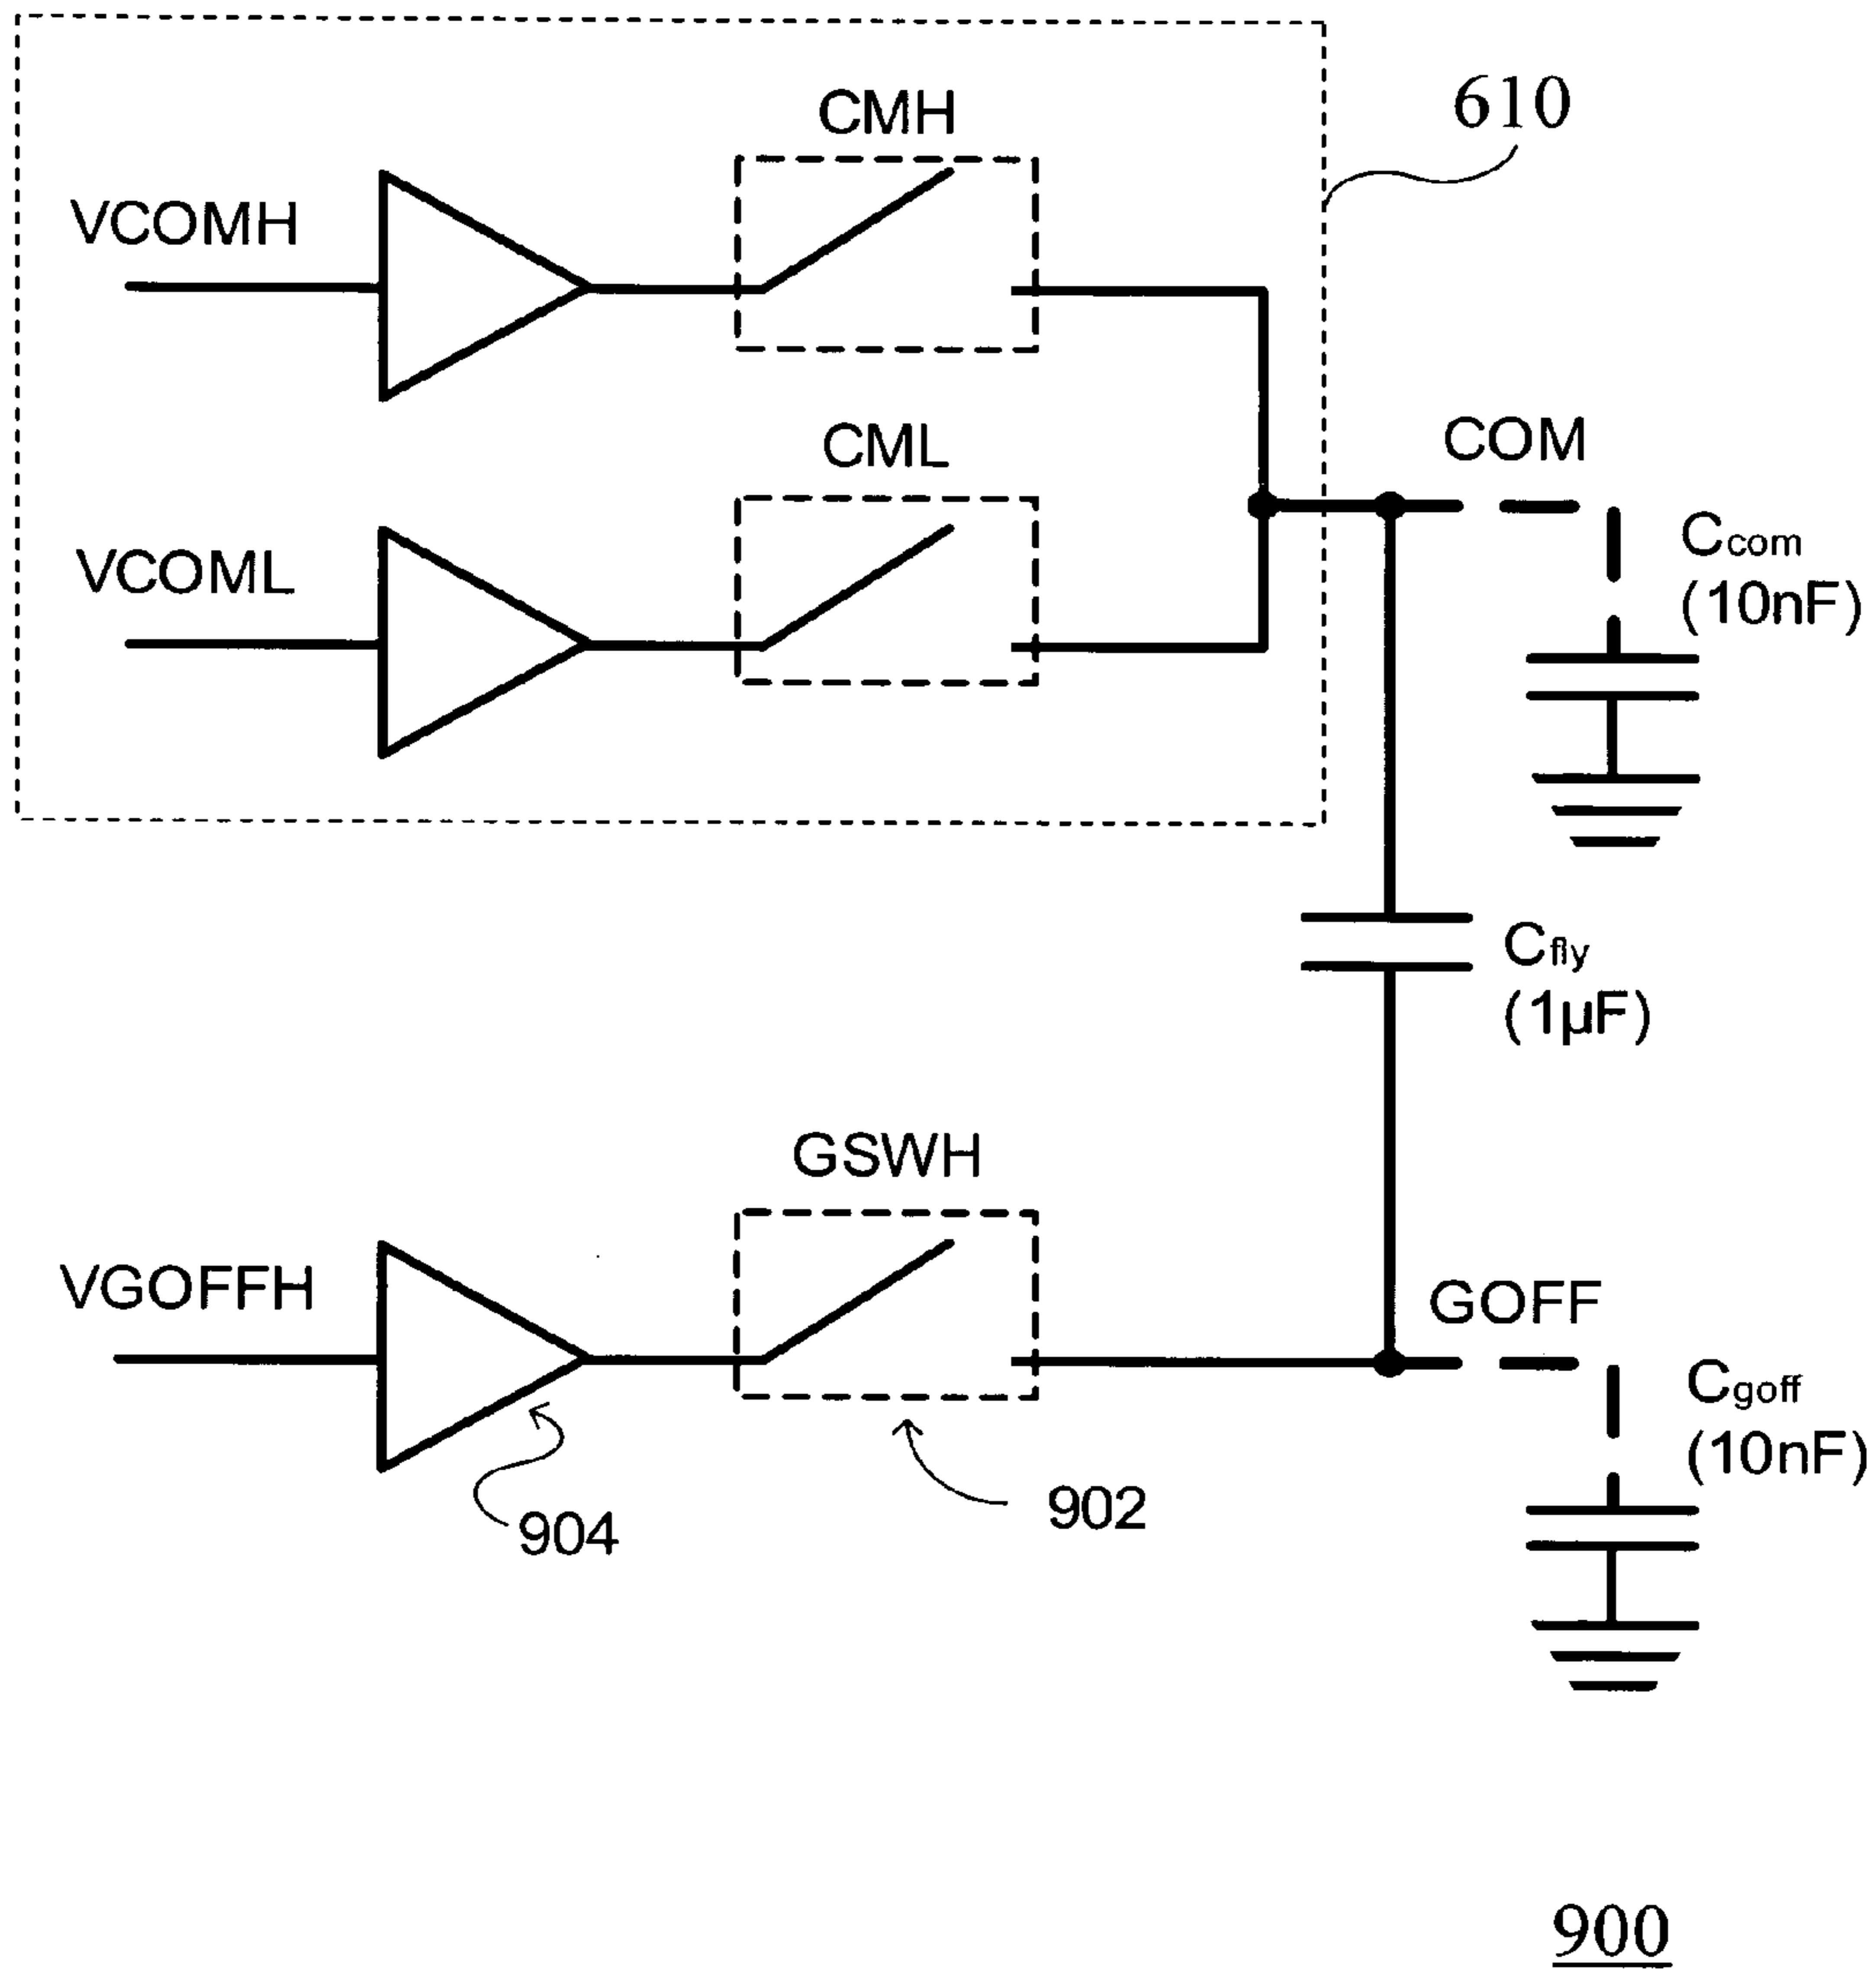 CMH
610
VCOMH
CML
COM
VCOML
Ccom
(10nF)
Cfly
(1µF)
GSWH
VGOFFH
GOFF
Cgoff
(10nF)
904
902
900